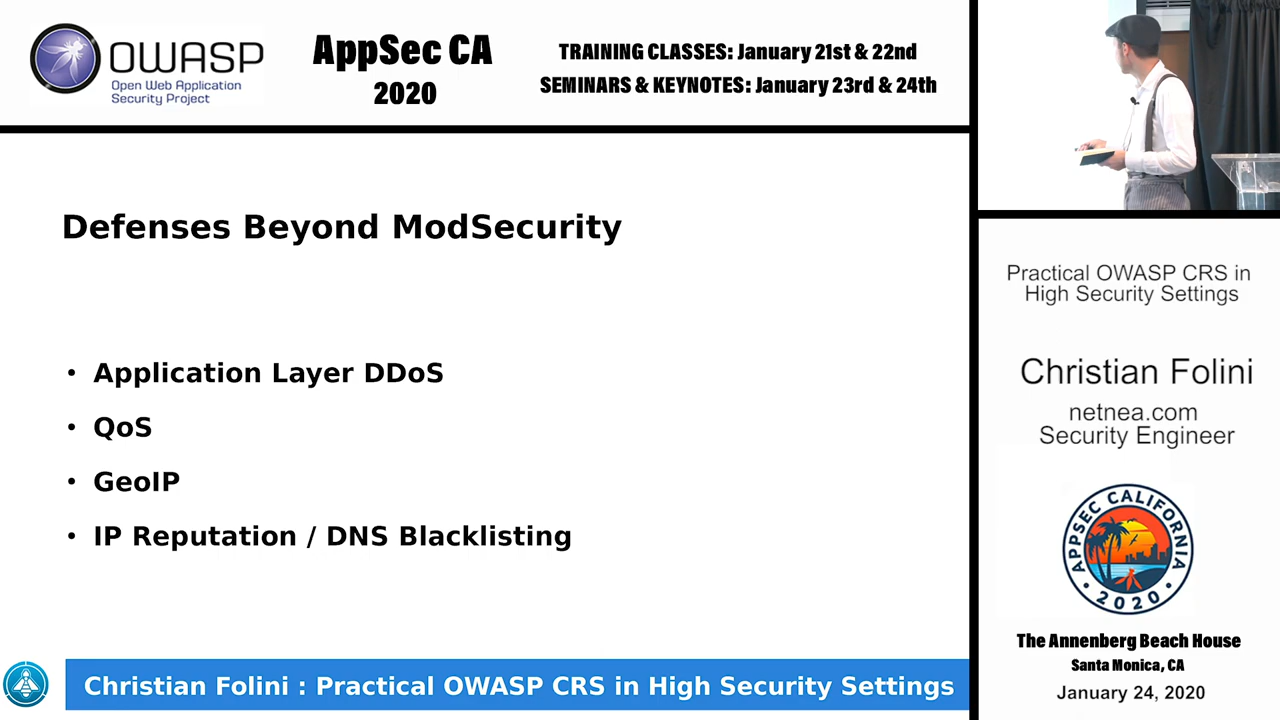 OWASP
Open Web Application
Security Project
AppSec CA
2020
TRAINING CLASSES: January 21st & 22nd
SEMINARS & KEYNOTES: January 23rd & 24th
Defenses Beyond ModSecurity
• Application Layer DDoS
• QoS
• GeoIP
• IP Reputation / DNS Blacklisting
Christian Folini : Practical OWASP CRS in High Security Settings
Practical OWASP CRS in
High Security Settings
Christian Folini
netnea.com
Security Engineer
APPSEC CALIFORNIA
• 2020 •
The Annenberg Beach House
Santa Monica, CA
January 24, 2020